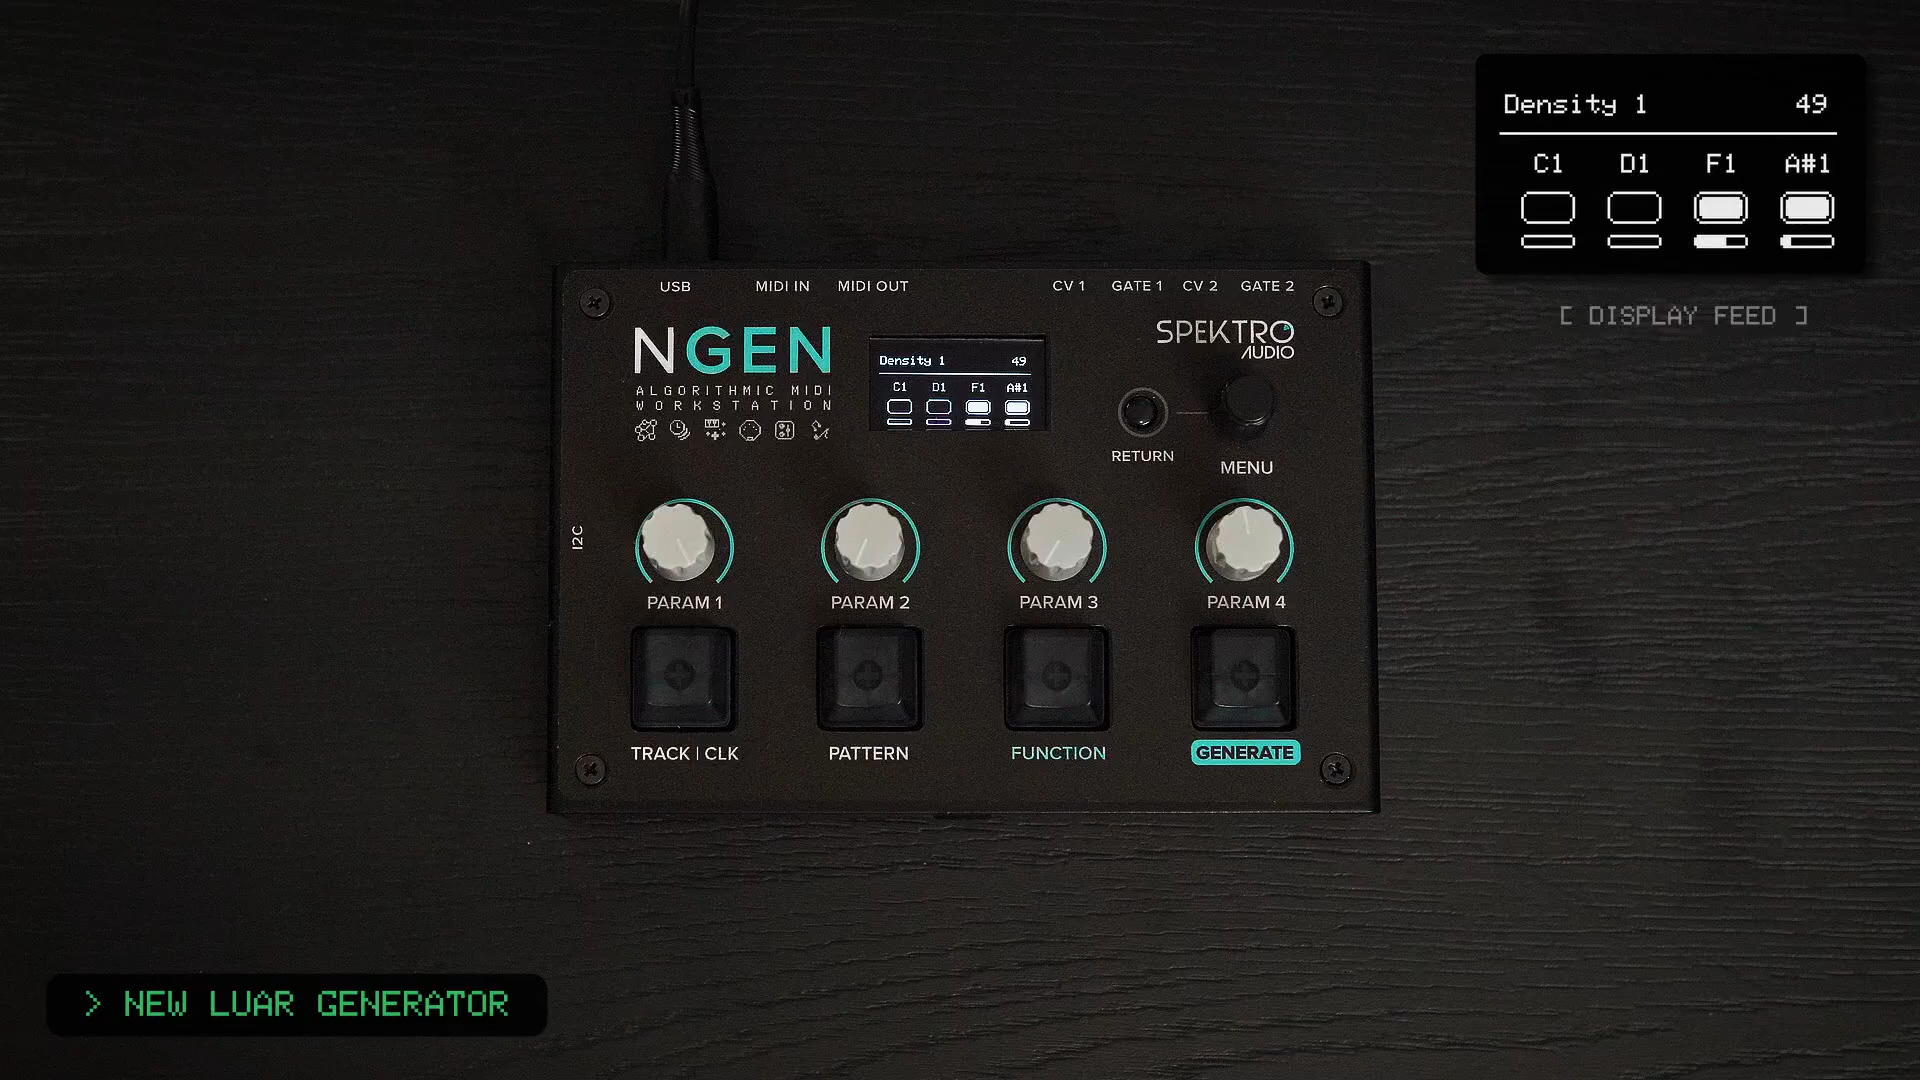 Density 1 49
C1 D1 F1 A#1
[ DISPLAY FEED ]
USB MIDI IN MIDI OUT CV 1 GATE 1 CV 2 GATE 2
NGEN
ALGORITHMIC MIDI
WORKSTATION
Density 1 49
C1 D1 F1 A#1
SPEKTRO
AUDIO
RETURN
MENU
I2C
PARAM 1 PARAM 2 PARAM 3 PARAM 4
TRACK | CLK PATTERN FUNCTION GENERATE
> NEW LUAR GENERATOR